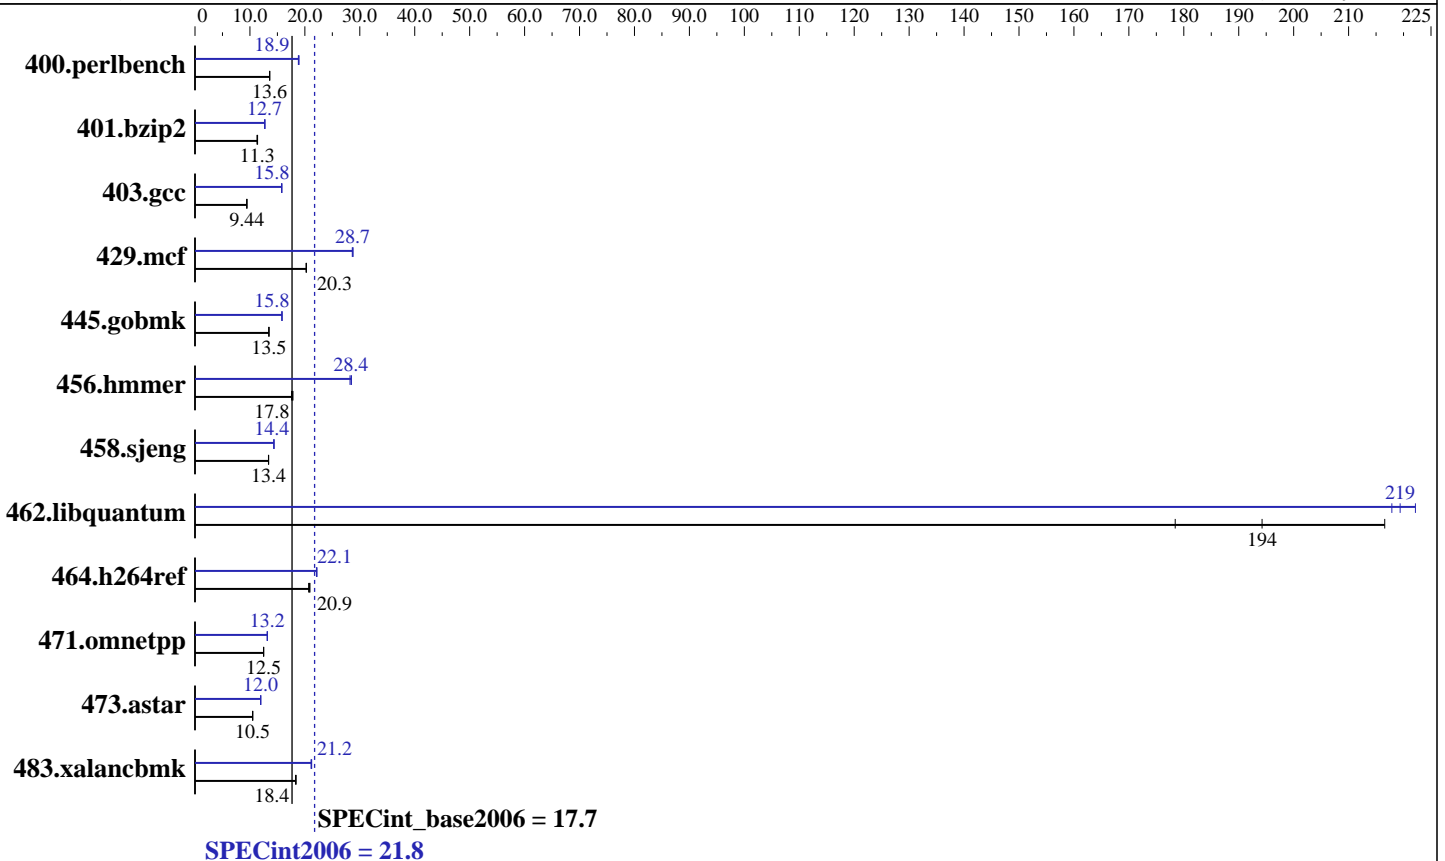 0 10.0 20.0 30.0 40.0 50.0 60.0 70.0 80.0 90.0 100 110 120 130 140 150 160 170 180 190 200 210 225
18.9
400.perlbench
13.6
12.7
401.bzip2
11.3
15.8
403.gcc
9.44
28.7
429.mcf
20.3
15.8
445.gobmk
13.5
28.4
456.hmmer
17.8
14.4
458.sjeng
13.4
219
462.libquantum
194
22.1
464.h264ref
20.9
13.2
471.omnetpp
12.5
12.0
473.astar
10.5
21.2
483.xalancbmk
18.4
SPECint_base2006 = 17.7
SPECint2006 = 21.8